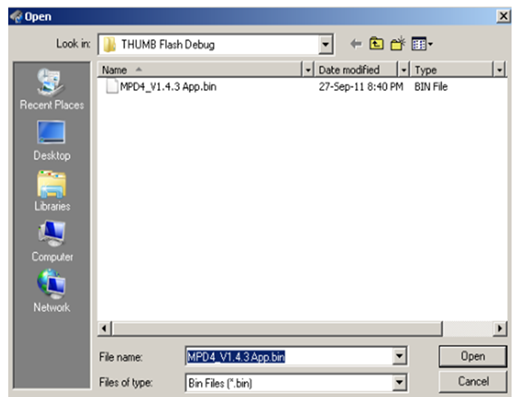 Open
Look in: THUMB Flash Debug
Name Date modified Type
MPD4_V1.4.3 App.bin 27-Sep-11 8:40 PM BIN File
Recent Places
Desktop
Libraries
Computer
Network
File name: MPD4_V1.4.3 App.bin Open
Files of type: Bin Files (*.bin) Cancel